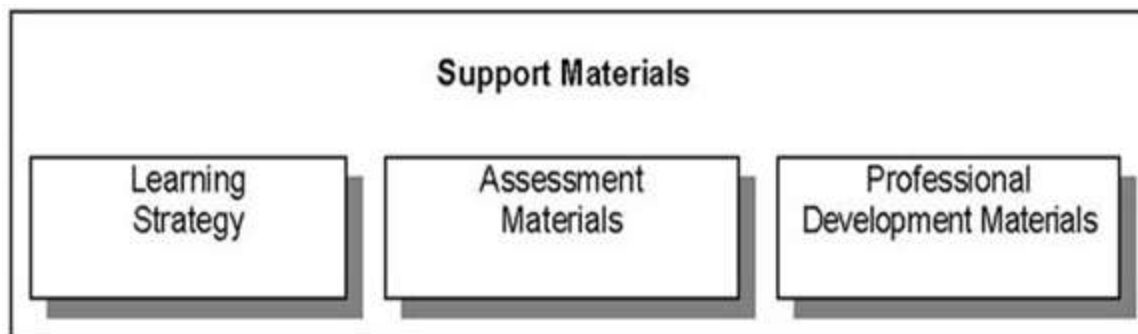 Support Materials
Learning
Strategy
Assessment
Materials
Professional
Development Materials